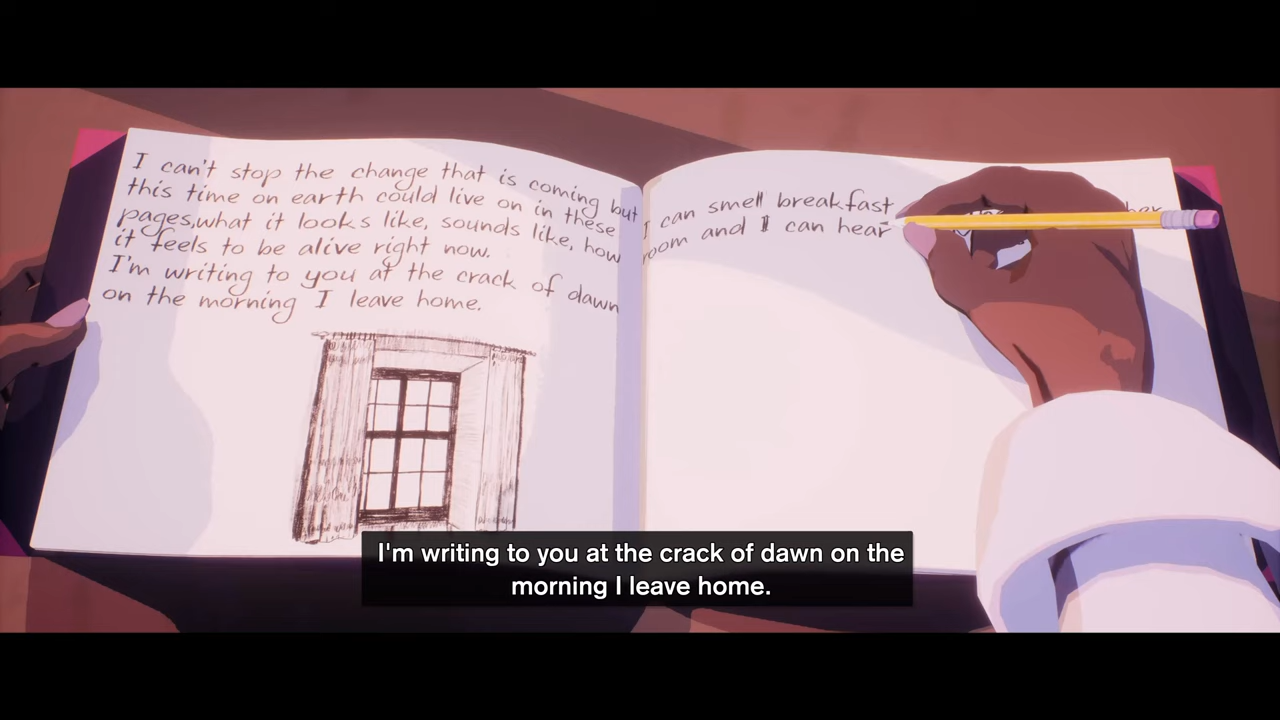 I can't stop the change that is coming but
this time on earth could live on in these
pages,what it looks like, sounds like, how
it feels to be alive right now.
I'm writing to you at the crack of dawn
on the morning I leave home.
I can smell breakfast
room and I can hear
I'm writing to you at the crack of dawn on the
morning I leave home.